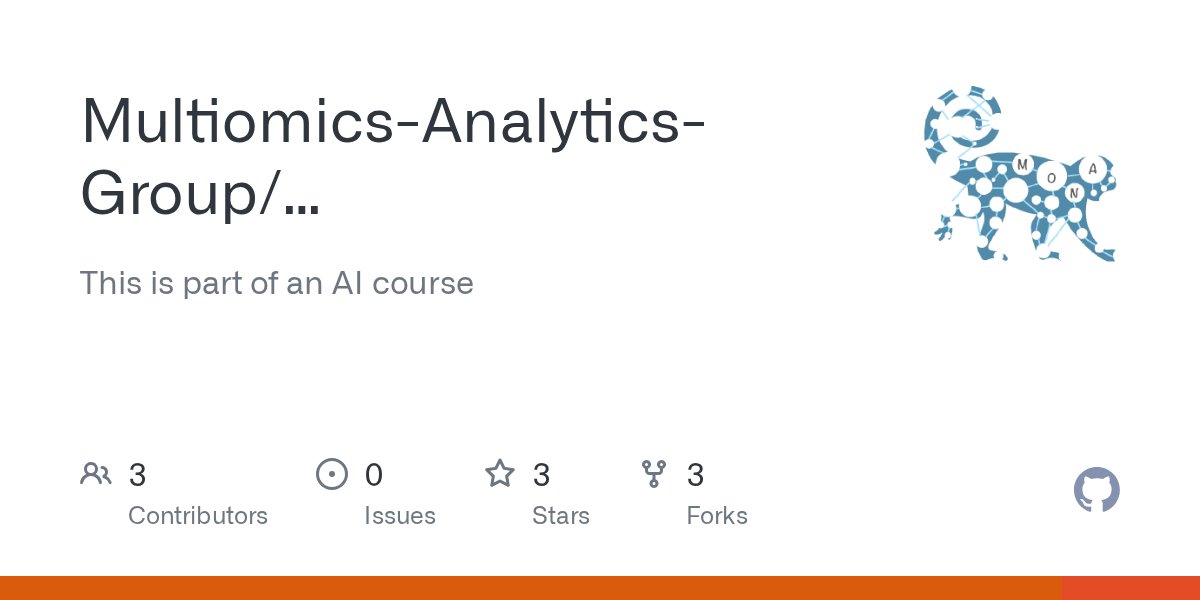 Multiomics-Analytics-
Group/...
This is part of an AI course
M
O
N
A
3
Contributors
0
Issues
3
Stars
3
Forks